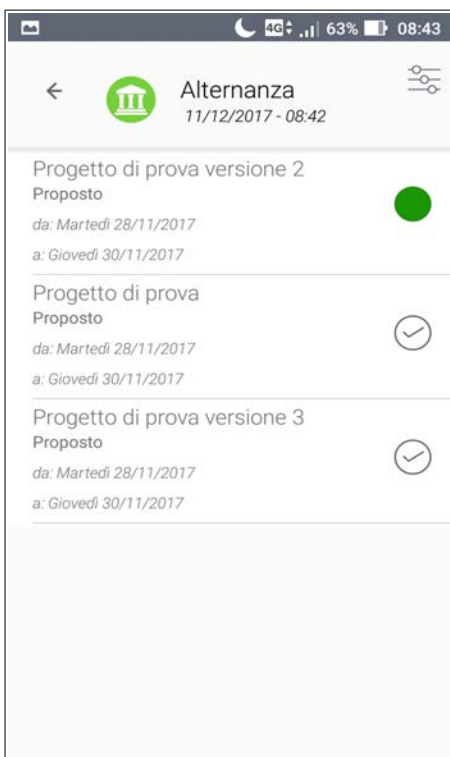 4G 63% 08:43
Alternanza
11/12/2017 - 08:42
Progetto di prova versione 2
Proposto
da: Martedì 28/11/2017
a: Giovedì 30/11/2017
Progetto di prova
Proposto
da: Martedì 28/11/2017
a: Giovedì 30/11/2017
Progetto di prova versione 3
Proposto
da: Martedì 28/11/2017
a: Giovedì 30/11/2017